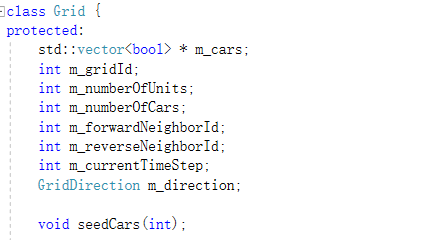 class Grid {
protected:
std::vector<bool> * m_cars;
int m_gridId;
int m_numberOfUnits;
int m_numberOfCars;
int m_forwardNeighborId;
int m_reverseNeighborId;
int m_currentTimeStep;
GridDirection m_direction;
void seedCars(int);